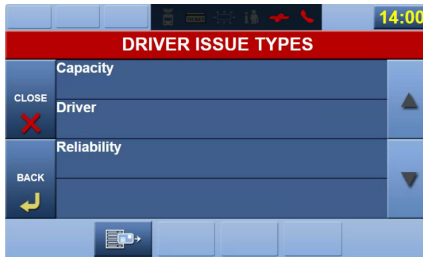 14:00
DRIVER ISSUE TYPES
Capacity
CLOSE
Driver
Reliability
BACK